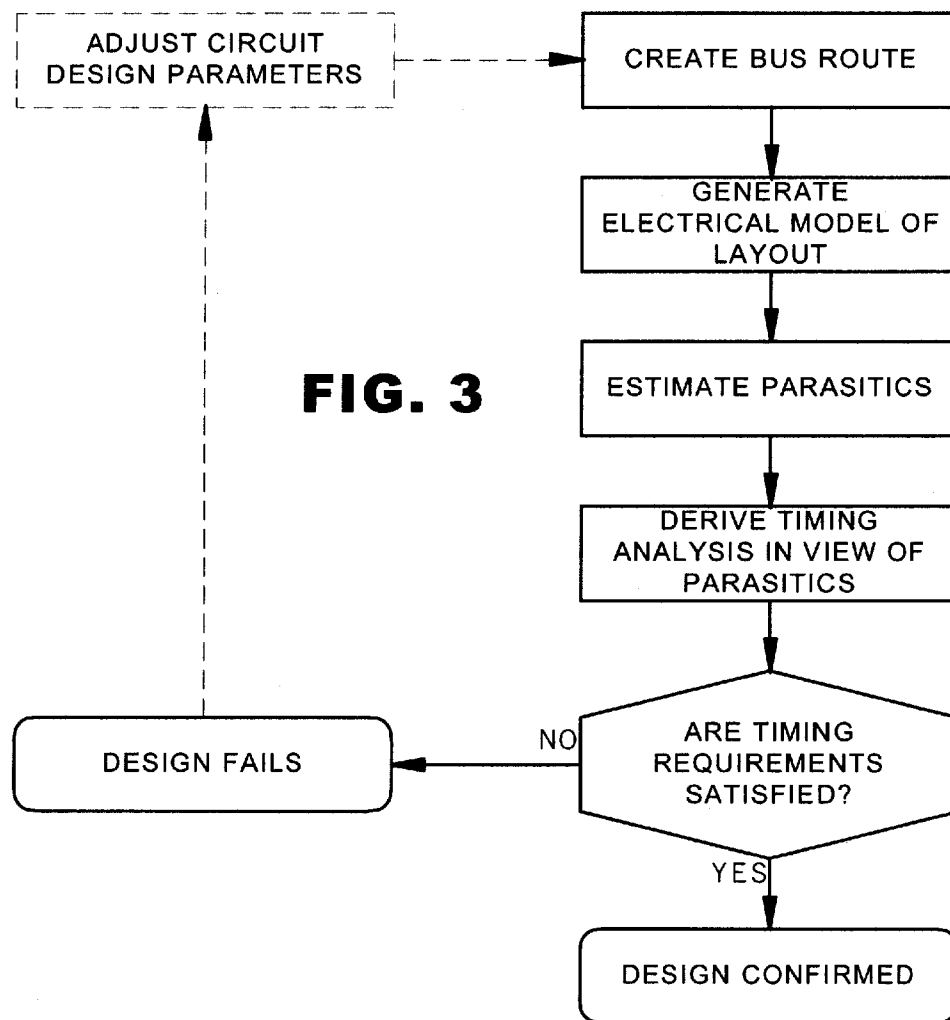 ADJUST CIRCUIT
DESIGN PARAMETERS
CREATE BUS ROUTE
GENERATE
ELECTRICAL MODEL OF
LAYOUT
FIG. 3
ESTIMATE PARASITICS
DERIVE TIMING
ANALYSIS IN VIEW OF
PARASITICS
ARE TIMING
REQUIREMENTS
SATISFIED?
NO
DESIGN FAILS
YES
DESIGN CONFIRMED